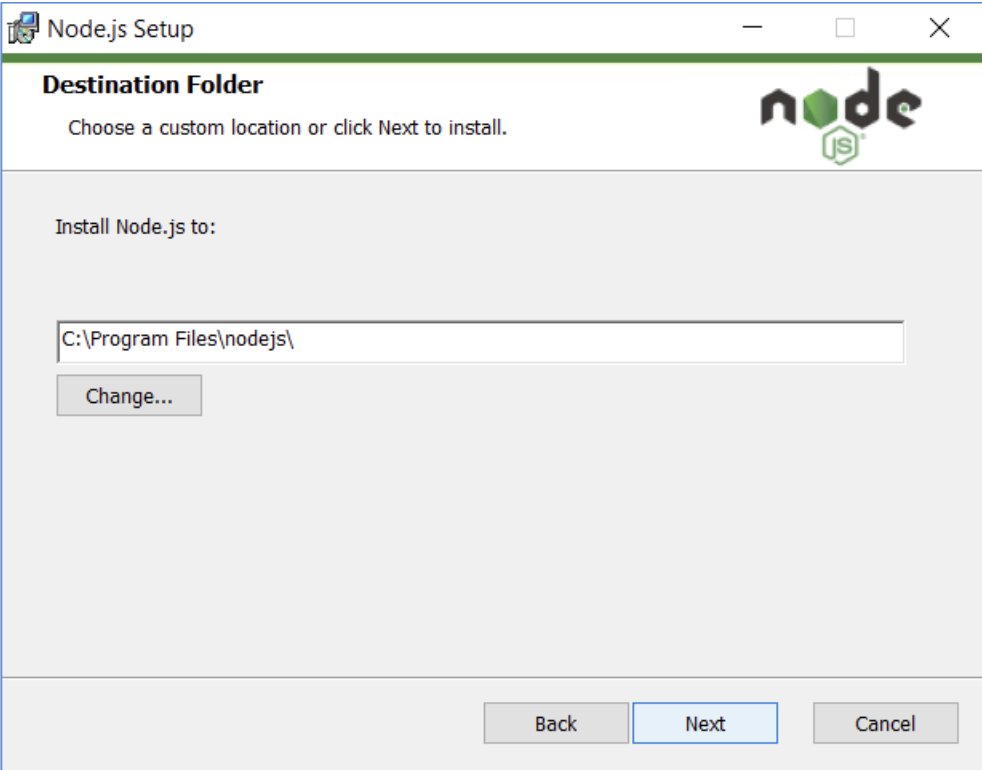 Node.js Setup
Destination Folder
Choose a custom location or click Next to install.
node
JS
Install Node.js to:
C:\Program Files\nodejs\
Change...
Back
Next
Cancel